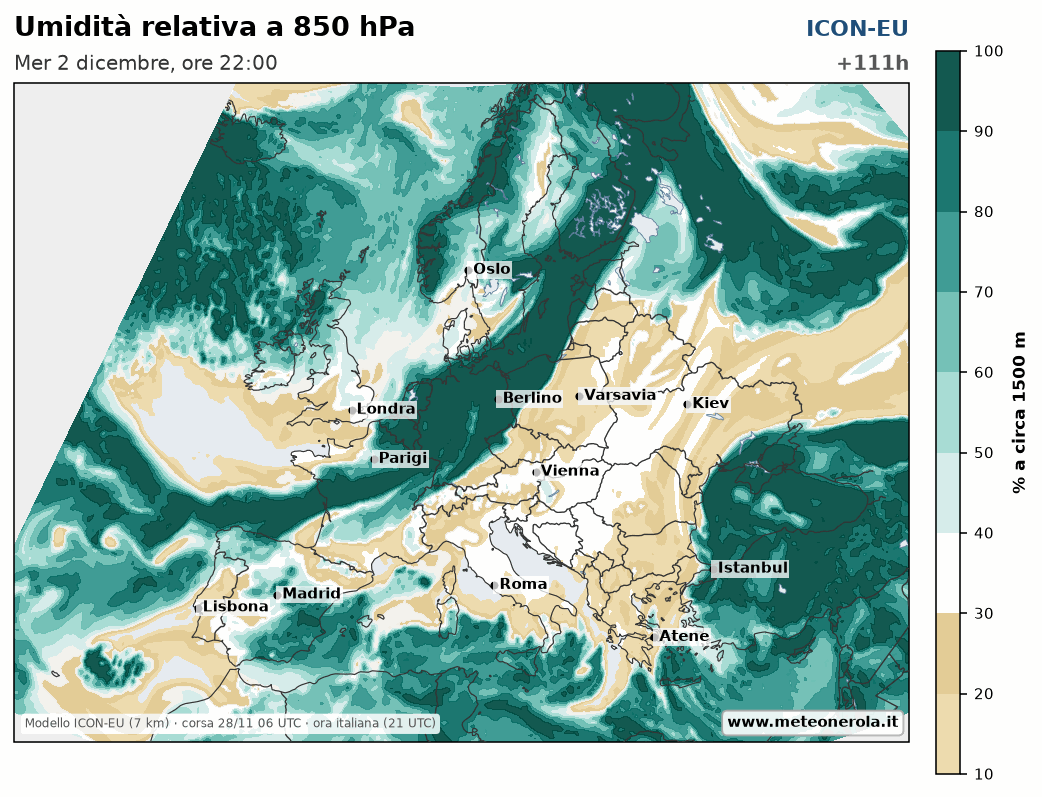 Umidità relativa a 850 hPa
ICON-EU
Mer 2 dicembre, ore 22:00
+111h
100
90
80
70
60
50
40
30
20
10
% a circa 1500 m
Oslo
Berlino
Varsavia
Kiev
Londra
Parigi
Vienna
Istanbul
Roma
Madrid
Lisbona
Atene
Modello ICON-EU (7 km) · corsa 28/11 06 UTC · ora italiana (21 UTC)
www.meteonerola.it